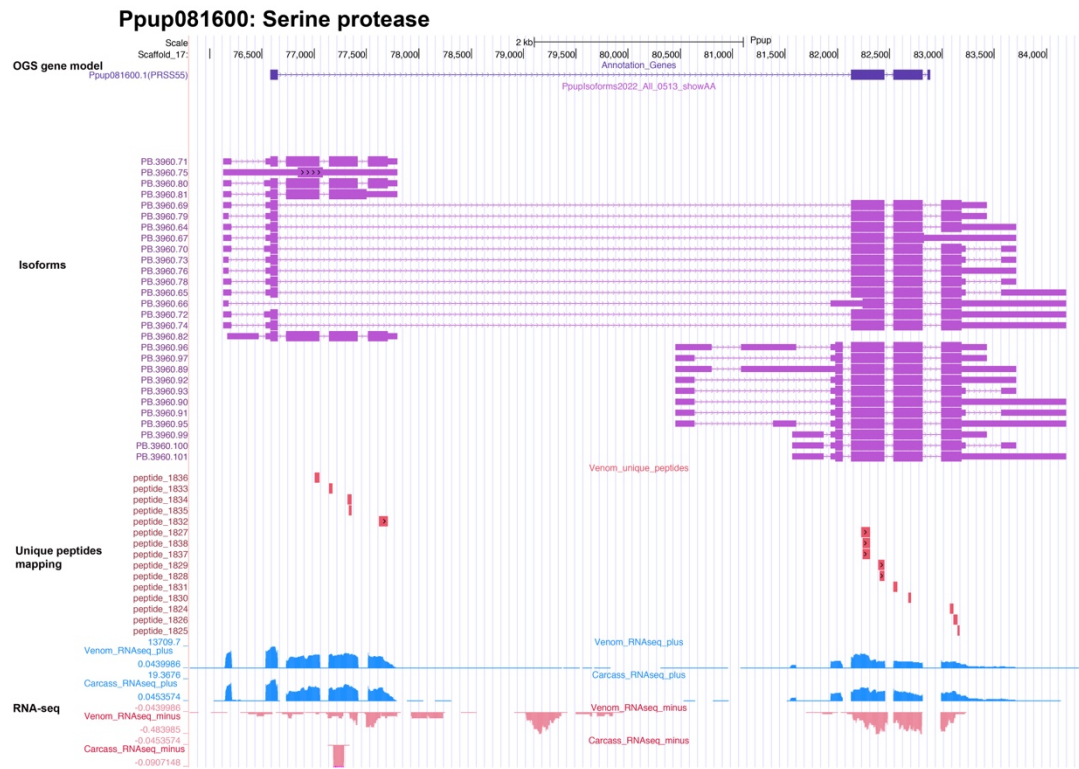 Ppup081600: Serine protease
Scale 2 kb Ppup
Scaffold_17: 76,500 77,000 77,500 78,000 78,500 79,000 79,500 80,000 80,500 81,000 81,500 82,000 82,500 83,000 83,500 84,000
OGS gene model
Annotation_Genes
Ppup081600.1(PRSS55)
PpupIsoforms2022_All_0513_showAA
PB.3960.71
PB.3960.75
PB.3960.80
PB.3960.81
PB.3960.69
PB.3960.79
PB.3960.64
PB.3960.67
PB.3960.70
Isoforms
PB.3960.73
PB.3960.76
PB.3960.78
PB.3960.65
PB.3960.66
PB.3960.72
PB.3960.74
PB.3960.82
PB.3960.96
PB.3960.97
PB.3960.89
PB.3960.92
PB.3960.93
PB.3960.90
PB.3960.91
PB.3960.95
PB.3960.99
PB.3960.100
PB.3960.101
Venom_unique_peptides
peptide_1836
peptide_1833
peptide_1834
peptide_1835
peptide_1832
peptide_1827
peptide_1838
Unique peptides
mapping
peptide_1837
peptide_1829
peptide_1828
peptide_1831
peptide_1830
peptide_1824
peptide_1826
peptide_1825
13709.7
Venom_RNAseq_plus Venom_RNAseq_plus
0.0439986
19.3676
Carcass_RNAseq_plus Carcass_RNAseq_plus
0.0453574
RNA-seq
-0.0439986
Venom_RNAseq_minus Venom_RNAseq_minus
-0.483985
-0.0453574
Carcass_RNAseq_minus Carcass_RNAseq_minus
-0.0907148